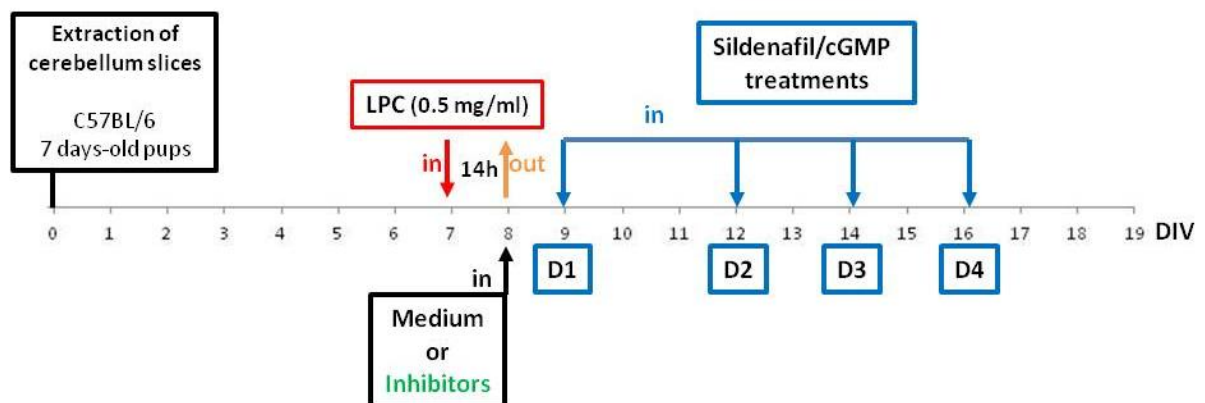 Extraction of
cerebellum slices
C57BL/6
7 days-old pups
LPC (0.5 mg/ml)
in
14h
out
Sildenafil/cGMP
treatments
in
0 1 2 3 4 5 6 7 8 9 10 11 12 13 14 15 16 17 18 19 DIV
D1
D2
D3
D4
in
Medium
or
Inhibitors